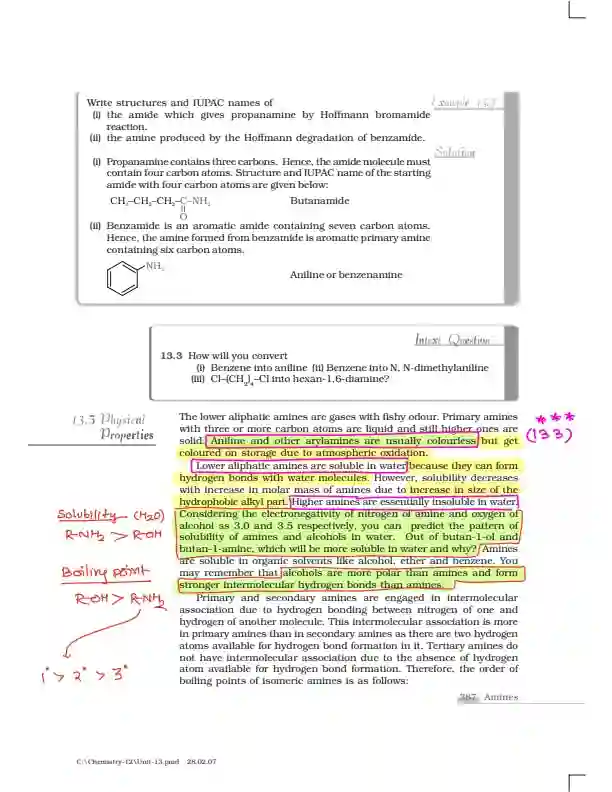 Write structures and IUPAC names of
Example 13.3
(i) the amide which gives propanamine by Hoffmann bromamide
reaction.
(ii) the amine produced by the Hoffmann degradation of benzamide.
Solution
(i) Propanamine contains three carbons. Hence, the amide molecule must
contain four carbon atoms. Structure and IUPAC name of the starting
amide with four carbon atoms are given below:
CH₃–CH₂–CH₂–C–NH₂ Butanamide
O
(ii) Benzamide is an aromatic amide containing seven carbon atoms.
Hence, the amine formed from benzamide is aromatic primary amine
containing six carbon atoms.
NH₂
Aniline or benzenamine
Intext Question
13.3 How will you convert
(i) Benzene into aniline (ii) Benzene into N, N-dimethylaniline
(iii) Cl–(CH₂)₄–Cl into hexan-1,6-diamine?
13.5 Physical
Properties
The lower aliphatic amines are gases with fishy odour. Primary amines
with three or more carbon atoms are liquid and still higher ones are
solid. Aniline and other arylamines are usually colourless but get
coloured on storage due to atmospheric oxidation.
Lower aliphatic amines are soluble in water because they can form
hydrogen bonds with water molecules. However, solubility decreases
with increase in molar mass of amines due to increase in size of the
hydrophobic alkyl part. Higher amines are essentially insoluble in water.
Considering the electronegativity of nitrogen of amine and oxygen of
alcohol as 3.0 and 3.5 respectively, you can predict the pattern of
solubility of amines and alcohols in water. Out of butan-1-ol and
butan-1-amine, which will be more soluble in water and why? Amines
are soluble in organic solvents like alcohol, ether and benzene. You
may remember that alcohols are more polar than amines and form
stronger intermolecular hydrogen bonds than amines.
Primary and secondary amines are engaged in intermolecular
association due to hydrogen bonding between nitrogen of one and
hydrogen of another molecule. This intermolecular association is more
in primary amines than in secondary amines as there are two hydrogen
atoms available for hydrogen bond formation in it. Tertiary amines do
not have intermolecular association due to the absence of hydrogen
atom available for hydrogen bond formation. Therefore, the order of
boiling points of isomeric amines is as follows:
***
(133)
Solubility (H₂O)
R-NH₂ > R-OH
Boiling point
R-OH > R-NH₂
1° > 2° > 3°
387 Amines
C:\Chemistry-12\Unit-13.pmd 28.02.07